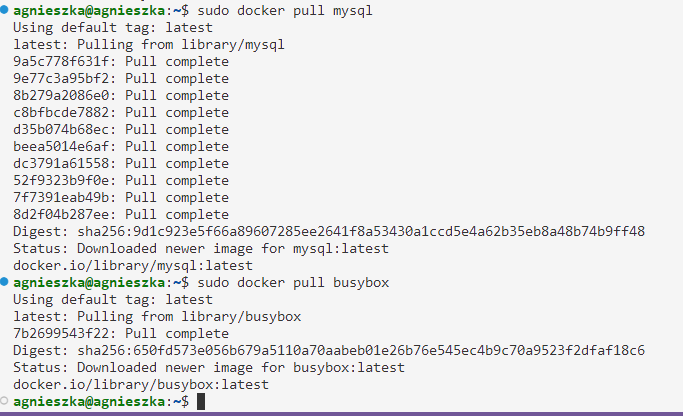 agnieszka@agnieszka:~$ sudo docker pull mysql
Using default tag: latest
latest: Pulling from library/mysql
9a5c778f631f: Pull complete
9e77c3a95bf2: Pull complete
8b279a2086e0: Pull complete
c8bfbcde7882: Pull complete
d35b074b68ec: Pull complete
beea5014e6af: Pull complete
dc3791a61558: Pull complete
52f9323b9f0e: Pull complete
7f7391eab49b: Pull complete
8d2f04b287ee: Pull complete
Digest: sha256:9d1c923e5f66a89607285ee2641f8a53430a1ccd5e4a62b35eb8a48b74b9ff48
Status: Downloaded newer image for mysql:latest
docker.io/library/mysql:latest
agnieszka@agnieszka:~$ sudo docker pull busybox
Using default tag: latest
latest: Pulling from library/busybox
7b2699543f22: Pull complete
Digest: sha256:650fd573e056b679a5110a70aabeb01e26b76e545ec4b9c70a9523f2dfaf18c6
Status: Downloaded newer image for busybox:latest
docker.io/library/busybox:latest
agnieszka@agnieszka:~$